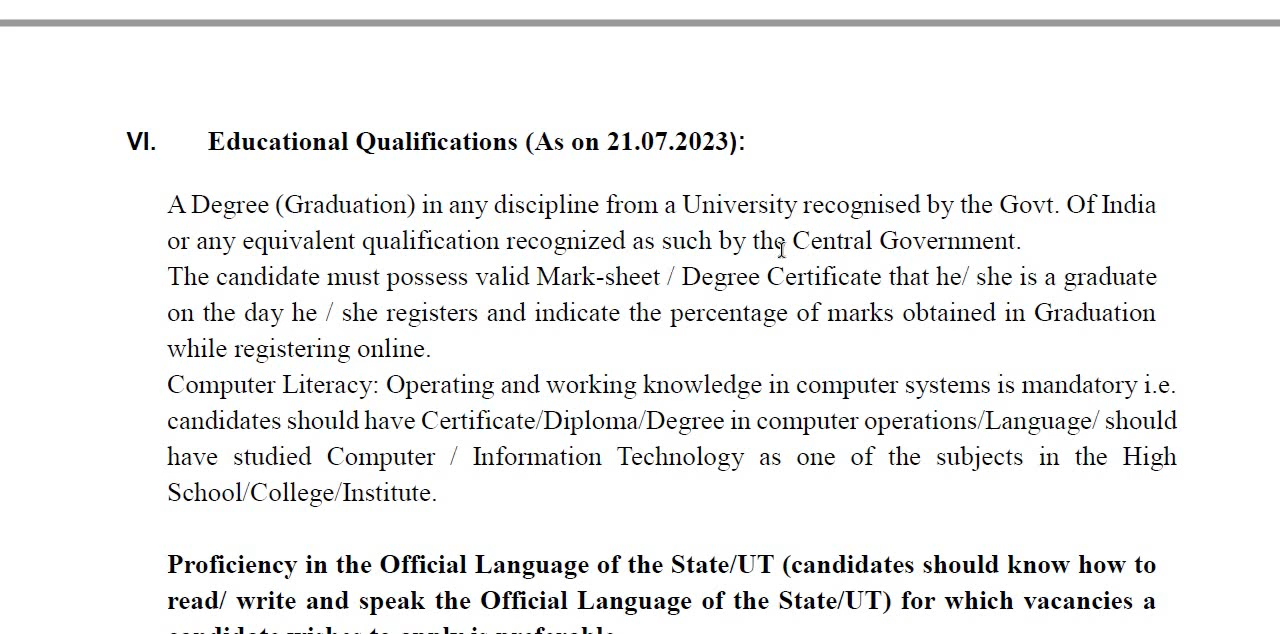 VI. Educational Qualifications (As on 21.07.2023):
A Degree (Graduation) in any discipline from a University recognised by the Govt. Of India
or any equivalent qualification recognized as such by the Central Government.
The candidate must possess valid Mark-sheet / Degree Certificate that he/ she is a graduate
on the day he / she registers and indicate the percentage of marks obtained in Graduation
while registering online.
Computer Literacy: Operating and working knowledge in computer systems is mandatory i.e.
candidates should have Certificate/Diploma/Degree in computer operations/Language/ should
have studied Computer / Information Technology as one of the subjects in the High
School/College/Institute.
Proficiency in the Official Language of the State/UT (candidates should know how to
read/ write and speak the Official Language of the State/UT) for which vacancies a
candidate wishes to apply is preferable.